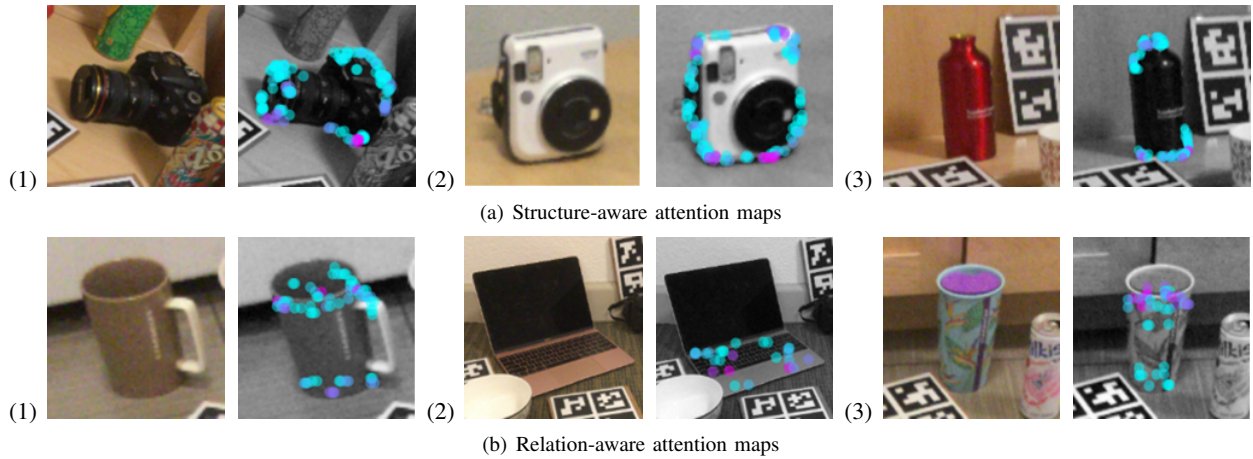 (1) (2) (3)
(a) Structure-aware attention maps
(1) (2) (3)
(b) Relation-aware attention maps